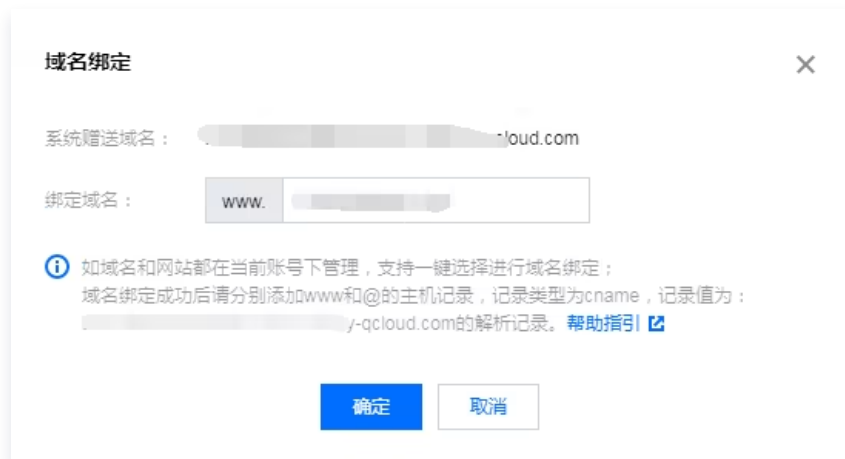 域名绑定
系统赠送域名：cloud.com
绑定域名：www.
如域名和网站都在当前账号下管理，支持一键选择进行域名绑定；
域名绑定成功后请分别添加www和@的主机记录，记录类型为cname，记录值为：
y-qcloud.com的解析记录。帮助指引
确定 取消